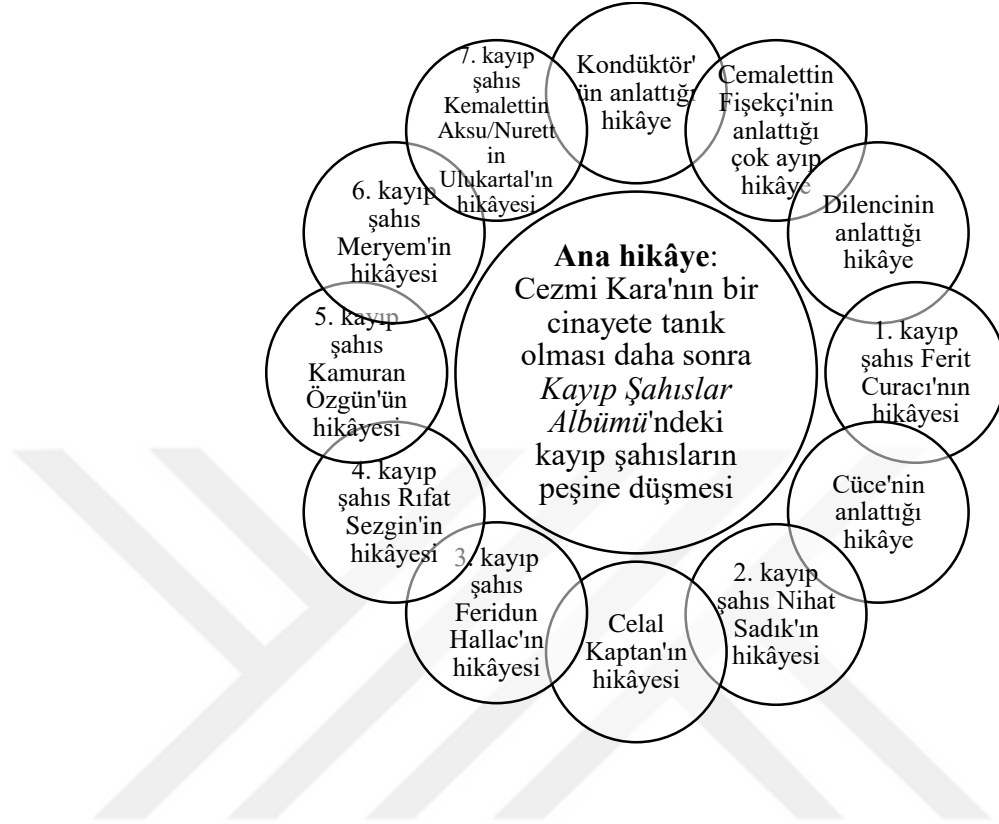 Kondüktör'
ün anlattığı
hikâye
Cemalettin
Fişekçi'nin
anlattığı
çok ayıp
hikâye
Dilencinin
anlattığı
hikâye
1. kayıp
şahıs Ferit
Curacı'nın
hikâyesi
Cüce'nin
anlattığı
hikâye
2. kayıp
şahıs Nihat
Sadık'ın
hikâyesi
Celal
Kaptan'ın
hikâyesi
3. kayıp
şahıs
Feridun
Hallac'ın
hikâyesi
4. kayıp
şahıs Rıfat
Sezgin'in
hikâyesi
5. kayıp
şahıs
Kamuran
Özgün'ün
hikâyesi
6. kayıp
şahıs
Meryem'in
hikâyesi
7. kayıp
şahıs
Kemalettin
Aksu/Nurett
in
Ulukartal'ın
hikâyesi
Ana hikâye:
Cezmi Kara'nın bir
cinayete tanık
olması daha sonra
Kayıp Şahıslar
Albümü'ndeki
kayıp şahısların
peşine düşmesi